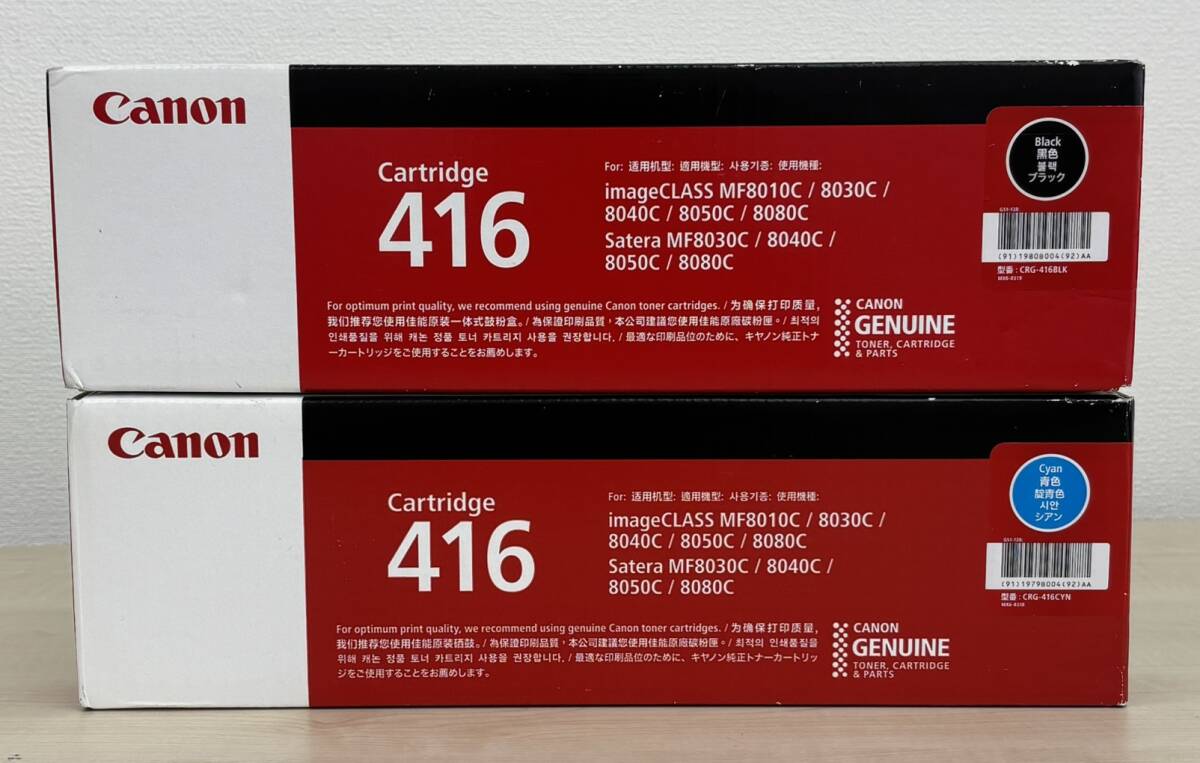 Canon
Cartridge
416
For: 适用机型: 適用機型: 사용기종: 使用機種:
imageCLASS MF8010C / 8030C /
8040C / 8050C / 8080C
Satera MF8030C / 8040C /
8050C / 8080C
Black
黑色
블랙
ブラック
GS1-128
(91)19808004(92)AA
型番 : CRG-416BLK
For optimum print quality, we recommend using genuine Canon toner cartridges. / 为确保打印质量,
我们推荐您使用佳能原装一体式鼓粉盒。/ 為保證印刷品質,本公司建議您使用佳能原廠碳粉匣。/ 최적의
인쇄품질을 위해 캐논 정품 토너 카트리지 사용을 권장합니다. / 最適な印刷品位のために、キヤノン純正トナ
ーカートリッジをご使用することをお薦めします。
CANON
GENUINE
TONER, CARTRIDGE
& PARTS
Canon
Cartridge
416
For: 适用机型: 適用機型: 사용기종: 使用機種:
imageCLASS MF8010C / 8030C /
8040C / 8050C / 8080C
Satera MF8030C / 8040C /
8050C / 8080C
Cyan
青色
靛青色
시안
シアン
GS1-128
(91)19798004(92)AA
型番 : CRG-416CYN
For optimum print quality, we recommend using genuine Canon toner cartridges. / 为确保打印质量,
我们推荐您使用佳能原装硒鼓。/ 為保證印刷品質,本公司建議您使用佳能原廠碳粉匣。/ 최적의 인쇄품질을
위해 캐논 정품 토너 카트리지 사용을 권장합니다. / 最適な印刷品位のために、キヤノン純正トナーカートリッ
ジをご使用することをお薦めします。
CANON
GENUINE
TONER, CARTRIDGE
& PARTS